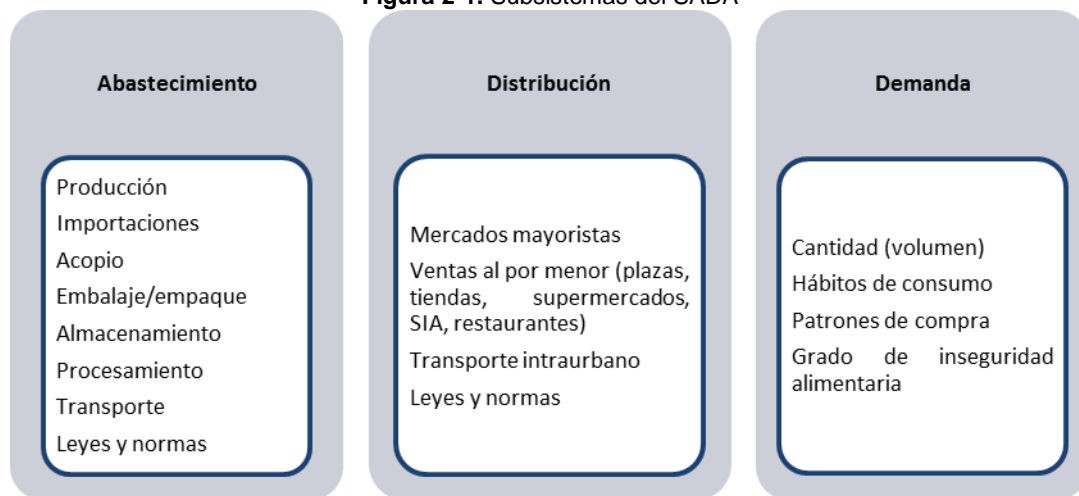 Figura 2-1. Subsistemas del SADA
Abastecimiento
Producción
Importaciones
Acopio
Embalaje/empaque
Almacenamiento
Procesamiento
Transporte
Leyes y normas
Distribución
Mercados mayoristas
Ventas al por menor (plazas,
tiendas, supermercados,
SIA, restaurantes)
Transporte intraurbano
Leyes y normas
Demanda
Cantidad (volumen)
Hábitos de consumo
Patrones de compra
Grado de inseguridad
alimentaria